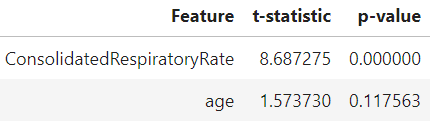 Feature t-statistic p-value
ConsolidatedRespiratoryRate 8.687275 0.000000
age 1.573730 0.117563